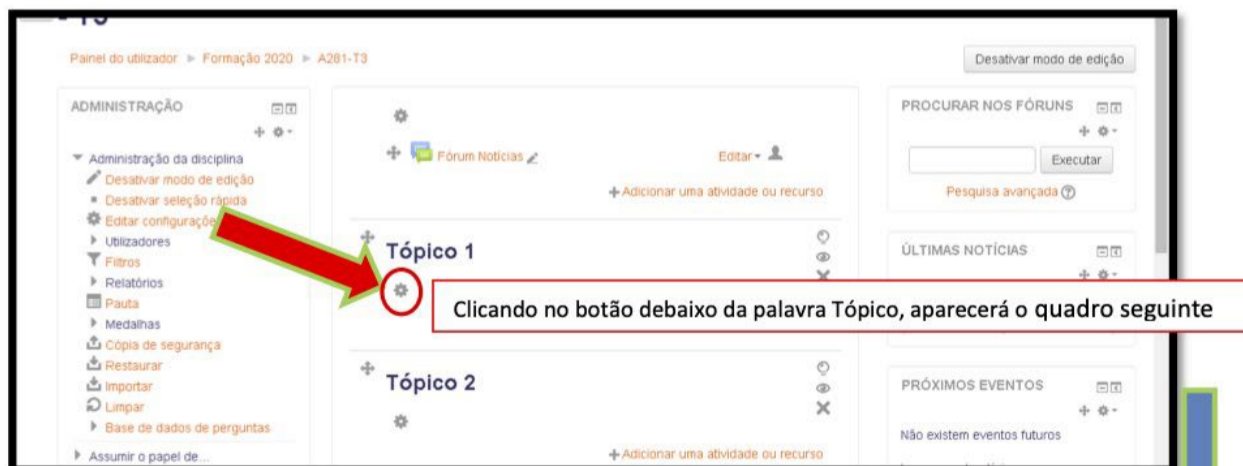 - T3
Painel do utilizador ► Formação 2020 ► A281-T3
Desativar modo de edição
ADMINISTRAÇÃO
Administração da disciplina
Desativar modo de edição
Desativar seleção rápida
Editar configurações
Utilizadores
Filtros
Relatórios
Pauta
Medalhas
Cópia de segurança
Restaurar
Importar
Limpar
Base de dados de perguntas
Assumir o papel de...
Fórum Notícias
Editar
+Adicionar uma atividade ou recurso
Tópico 1
Clicando no botão debaixo da palavra Tópico, aparecerá o quadro seguinte
Tópico 2
+Adicionar uma atividade ou recurso
PROCURAR NOS FÓRUNS
Executar
Pesquisa avançada
ÚLTIMAS NOTÍCIAS
PRÓXIMOS EVENTOS
Não existem eventos futuros